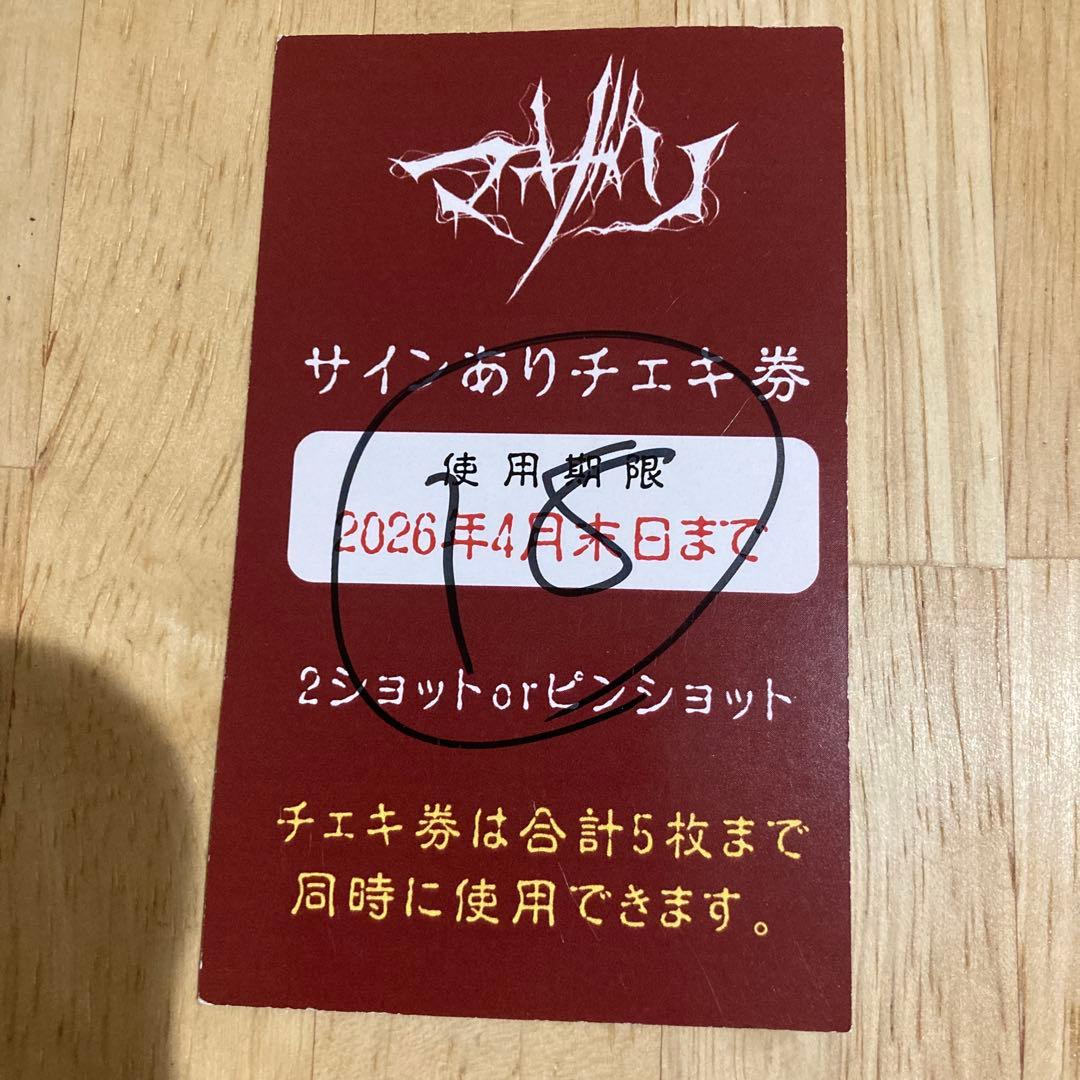 サインありチェキ券
使用期限
2026年4月末日まで
18
2ショットorピンショット
チェキ券は合計5枚まで
同時に使用できます。